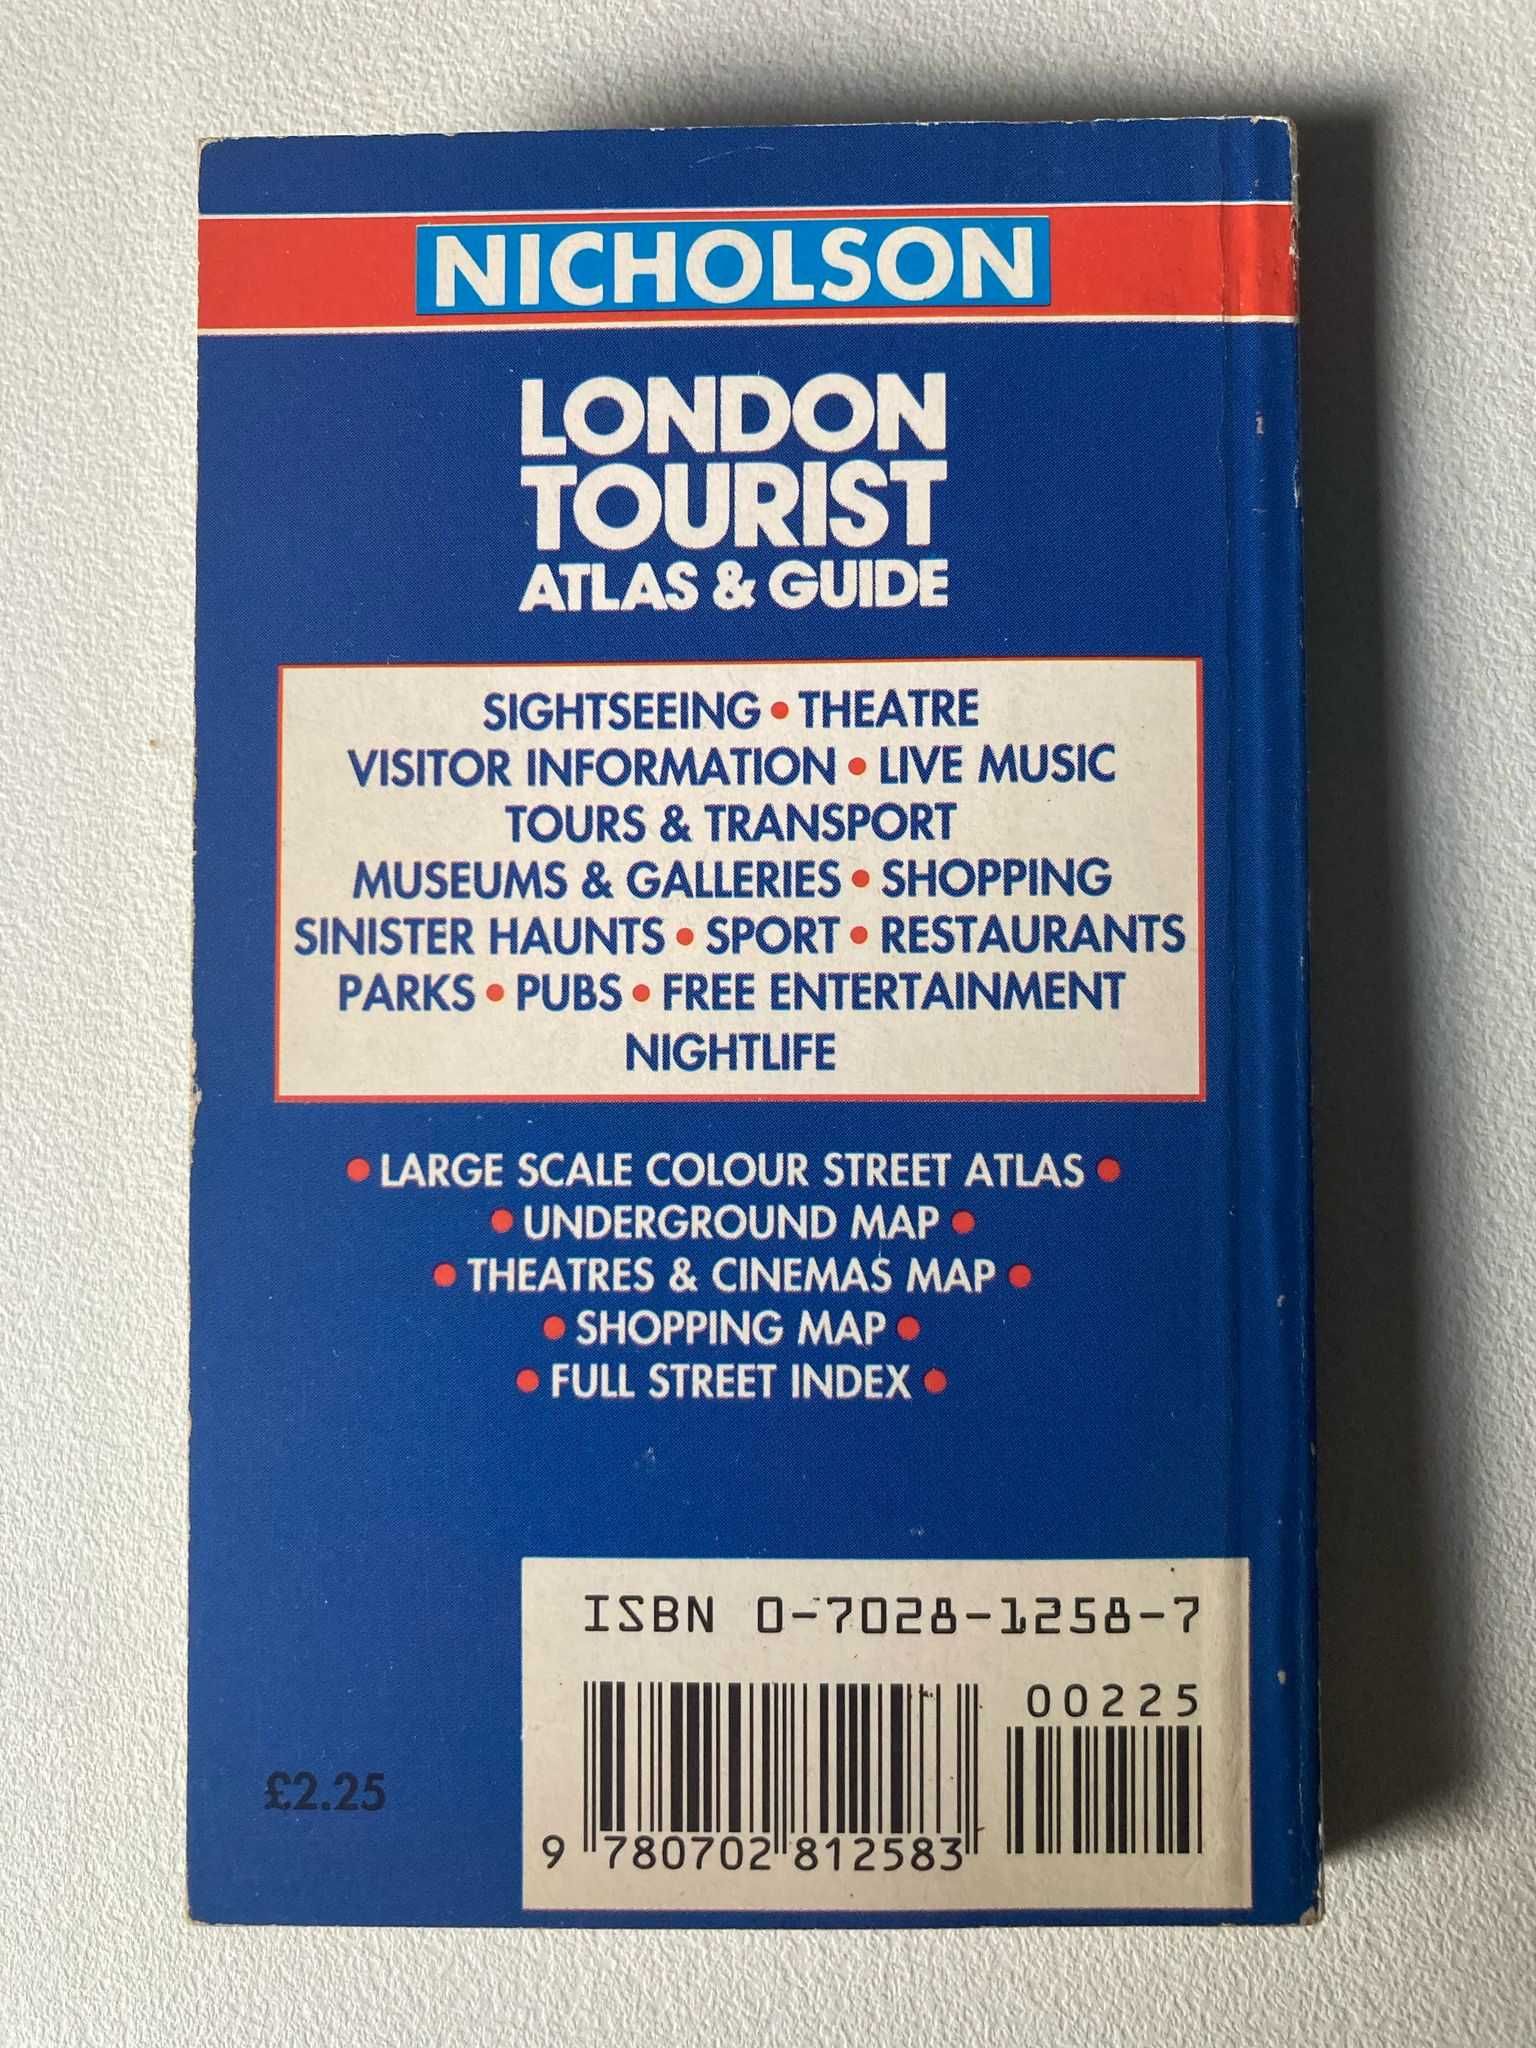 NICHOLSON
LONDON
TOURIST
ATLAS & GUIDE
SIGHTSEEING • THEATRE
VISITOR INFORMATION • LIVE MUSIC
TOURS & TRANSPORT
MUSEUMS & GALLERIES • SHOPPING
SINISTER HAUNTS • SPORT • RESTAURANTS
PARKS • PUBS • FREE ENTERTAINMENT
NIGHTLIFE
• LARGE SCALE COLOUR STREET ATLAS •
• UNDERGROUND MAP •
• THEATRES & CINEMAS MAP •
• SHOPPING MAP •
• FULL STREET INDEX •
ISBN 0-7028-1258-7
00225
£2.25
9 780702 812583